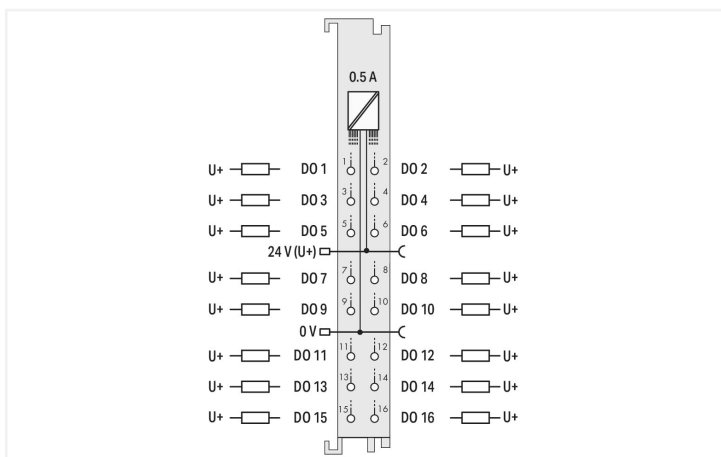 0.5 A
U+ DO 1 1 2 DO 2 U+
U+ DO 3 3 4 DO 4 U+
U+ DO 5 5 6 DO 6 U+
24 V (U+)
U+ DO 7 7 8 DO 8 U+
U+ DO 9 9 10 DO 10 U+
0 V
U+ DO 11 11 12 DO 12 U+
U+ DO 13 13 14 DO 14 U+
U+ DO 15 15 16 DO 16 U+